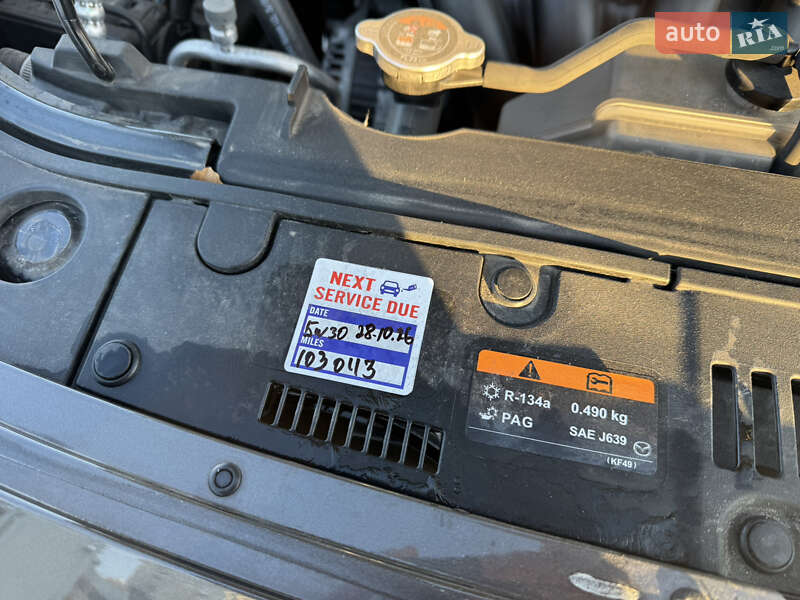 auto RIA
.com
NEXT
SERVICE DUE
DATE
5w30 28.10.26
MILES
103043
R-134a 0.490 kg
PAG SAE J639
(KF49)